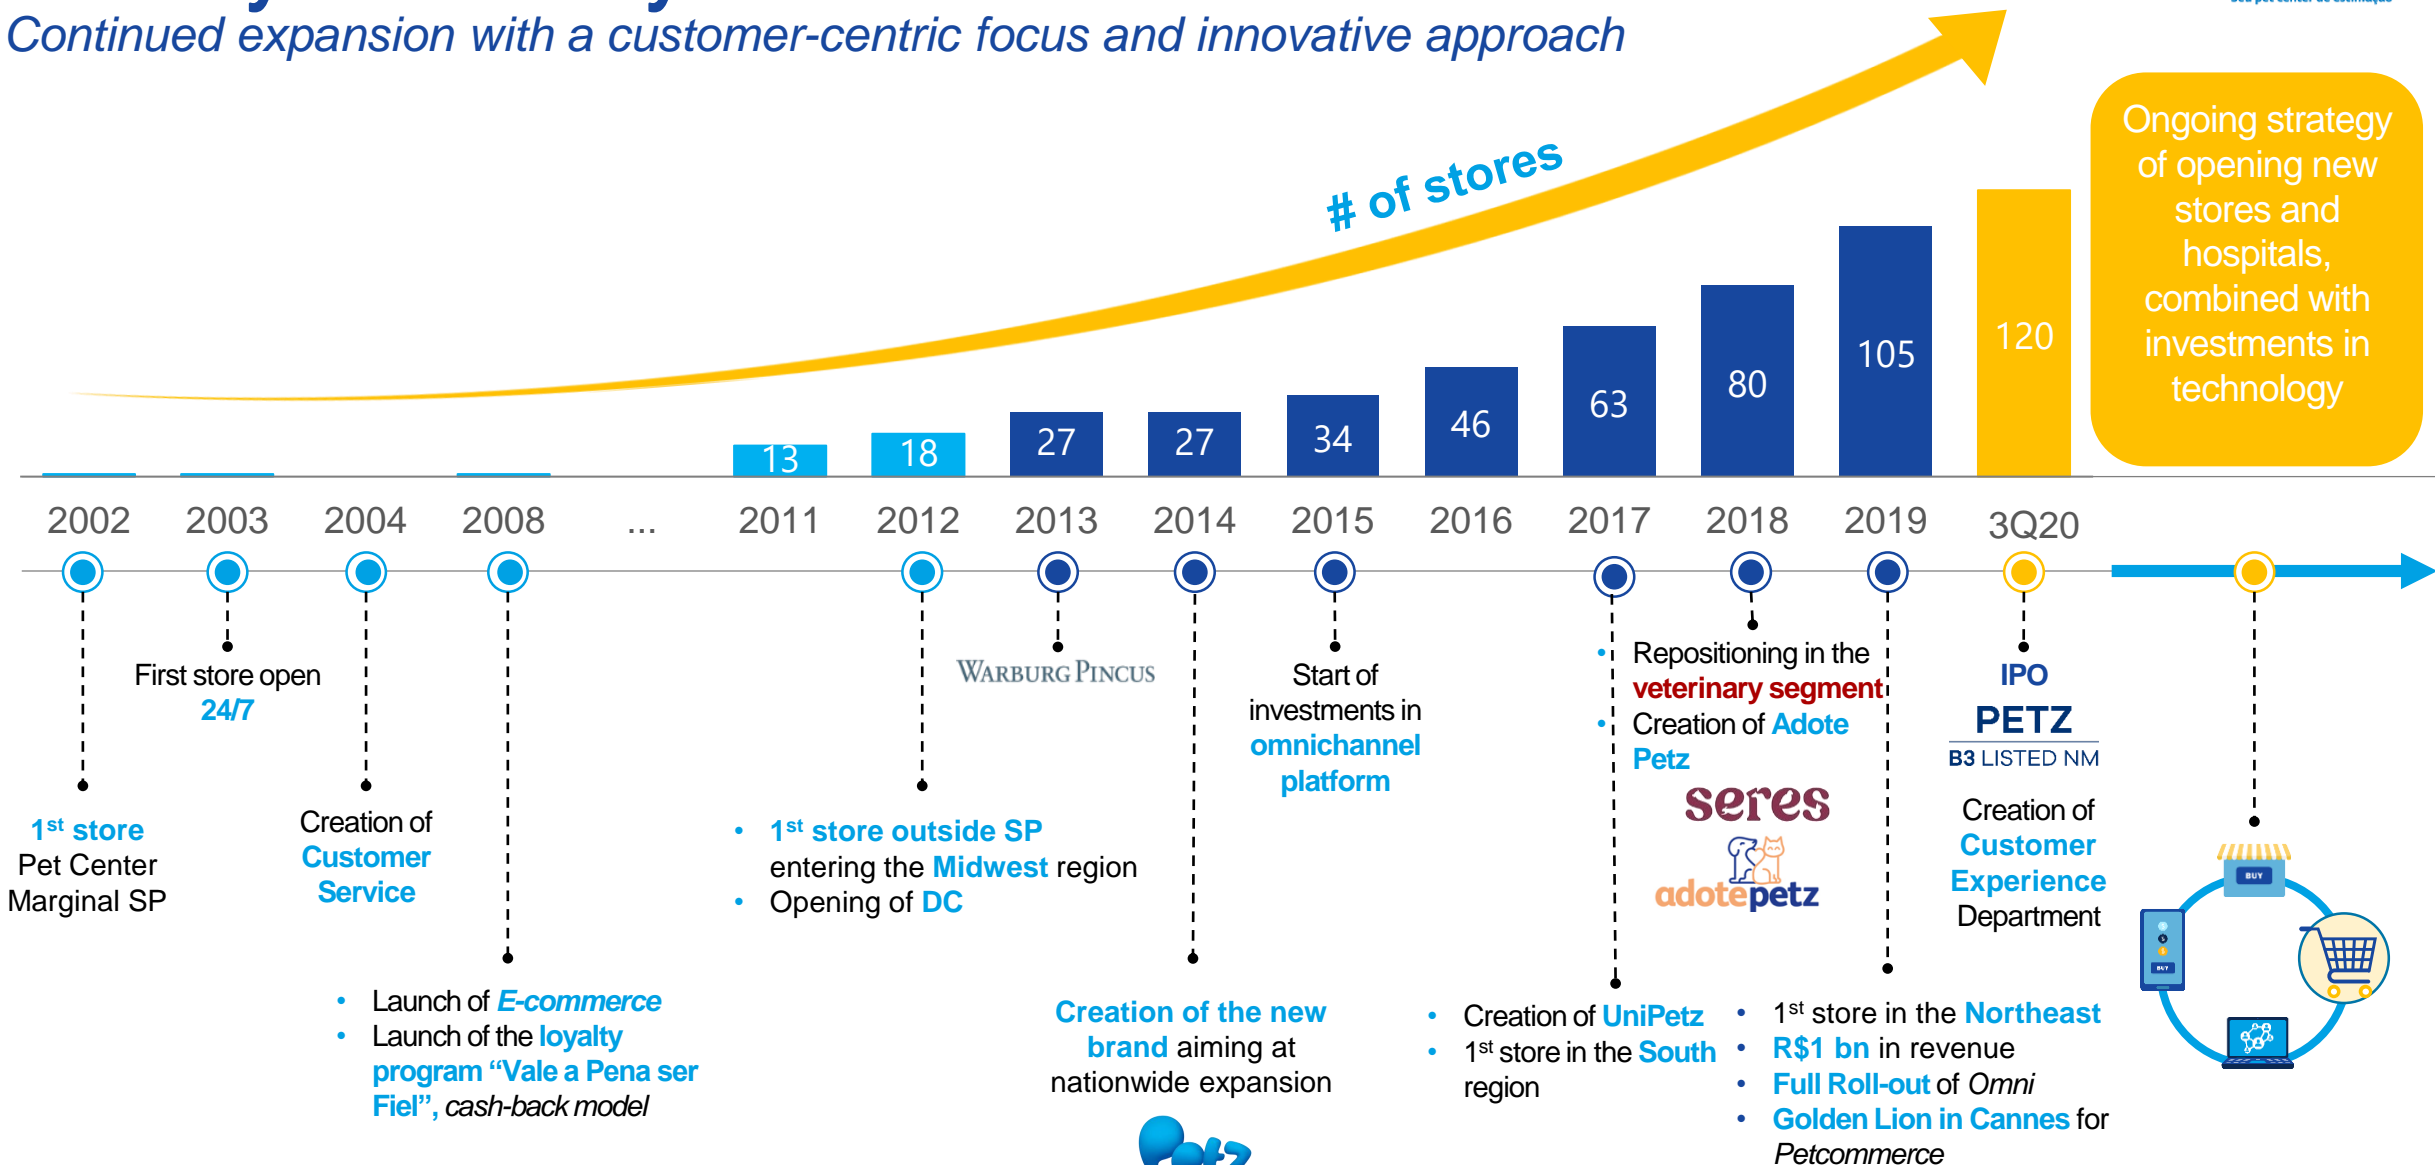 Continued expansion with a customer-centric focus and innovative approach
# of stores
Ongoing strategy
of opening new
stores and
hospitals,
combined with
investments in
technology
13
18
27
27
34
46
63
80
105
120
2002
2003
2004
2008
...
2011
2012
2013
2014
2015
2016
2017
2018
2019
3Q20
1st store
Pet Center
Marginal SP
First store open
24/7
Creation of
Customer
Service
• Launch of E-commerce
• Launch of the loyalty
program “Vale a Pena ser
Fiel”, cash-back model
• 1st store outside SP
entering the Midwest region
• Opening of DC
WARBURG PINCUS
Creation of the new
brand aiming at
nationwide expansion
Petz
Start of
investments in
omnichannel
platform
• Creation of UniPetz
• 1st store in the South
region
• Repositioning in the
veterinary segment
• Creation of Adote
Petz
seres
adotepetz
• 1st store in the Northeast
• R$1 bn in revenue
• Full Roll-out of Omni
• Golden Lion in Cannes for
Petcommerce
IPO
PETZ
B3 LISTED NM
Creation of
Customer
Experience
Department
BUY
BUY